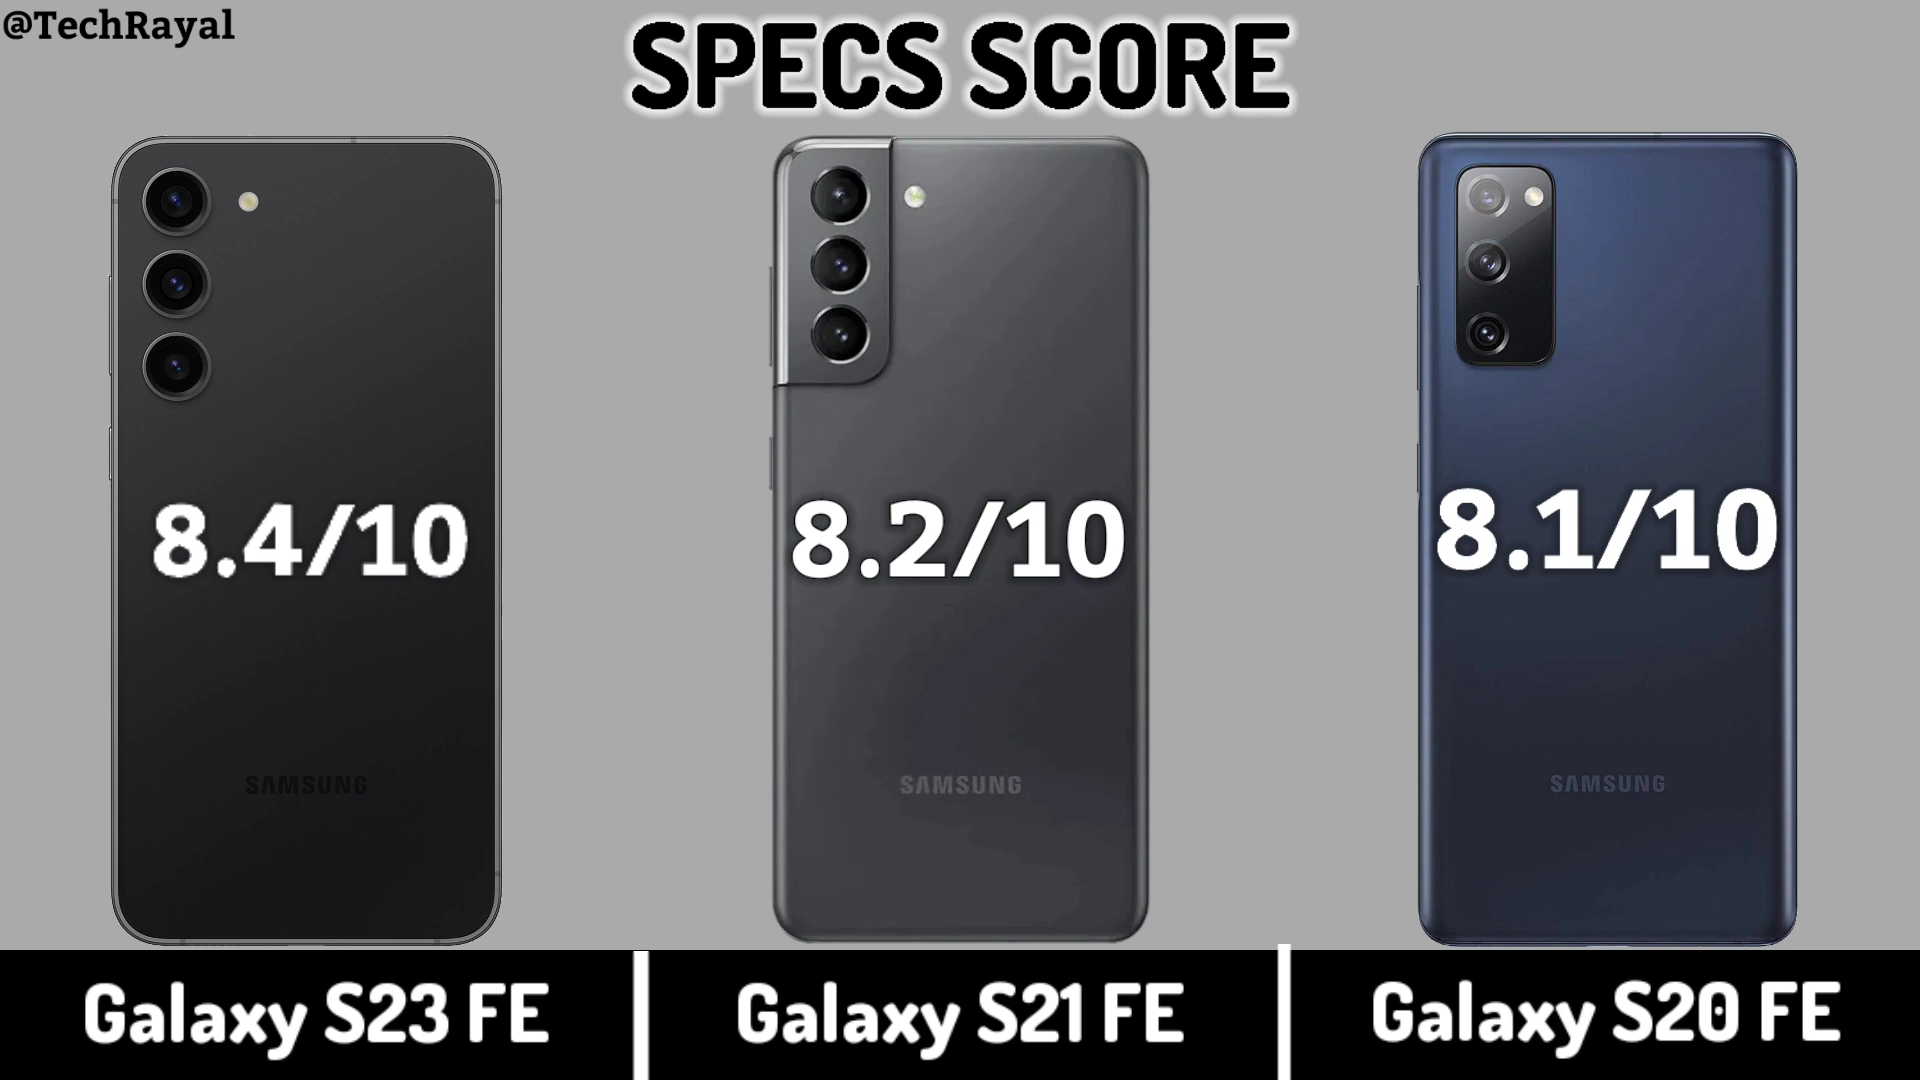 @TechRayal
SPECS SCORE
8.4/10
8.2/10
8.1/10
SAMSUNG
SAMSUNG
SAMSUNG
Galaxy S23 FE
Galaxy S21 FE
Galaxy S20 FE